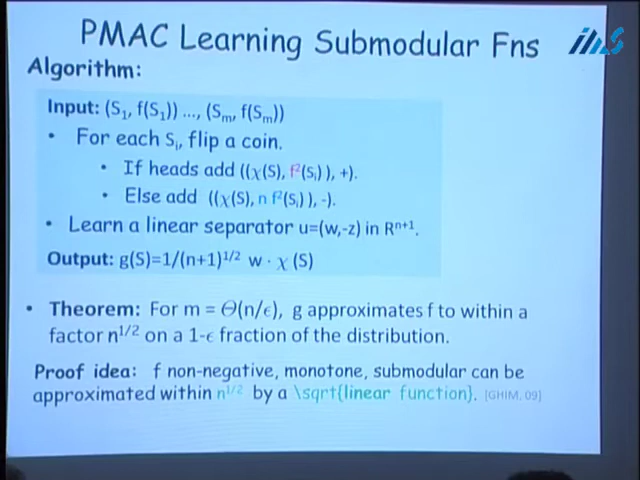 PMAC Learning Submodular Fns
ims
Algorithm:
Input: (S₁, f(S₁)) ..., (Sₘ, f(Sₘ))
• For each Sᵢ, flip a coin.
• If heads add ((χ(S), f²(Sᵢ) ), +).
• Else add ((χ(S), n f²(Sᵢ) ), -).
• Learn a linear separator u=(w,-z) in Rⁿ⁺¹.
Output: g(S)=1/(n+1)¹/² w · χ (S)
• Theorem: For m = Θ(n/ϵ), g approximates f to within a
factor n¹/² on a 1-ϵ fraction of the distribution.
Proof idea: f non-negative, monotone, submodular can be
approximated within n¹/² by a \sqrt{linear function}. [GHIM, 09]